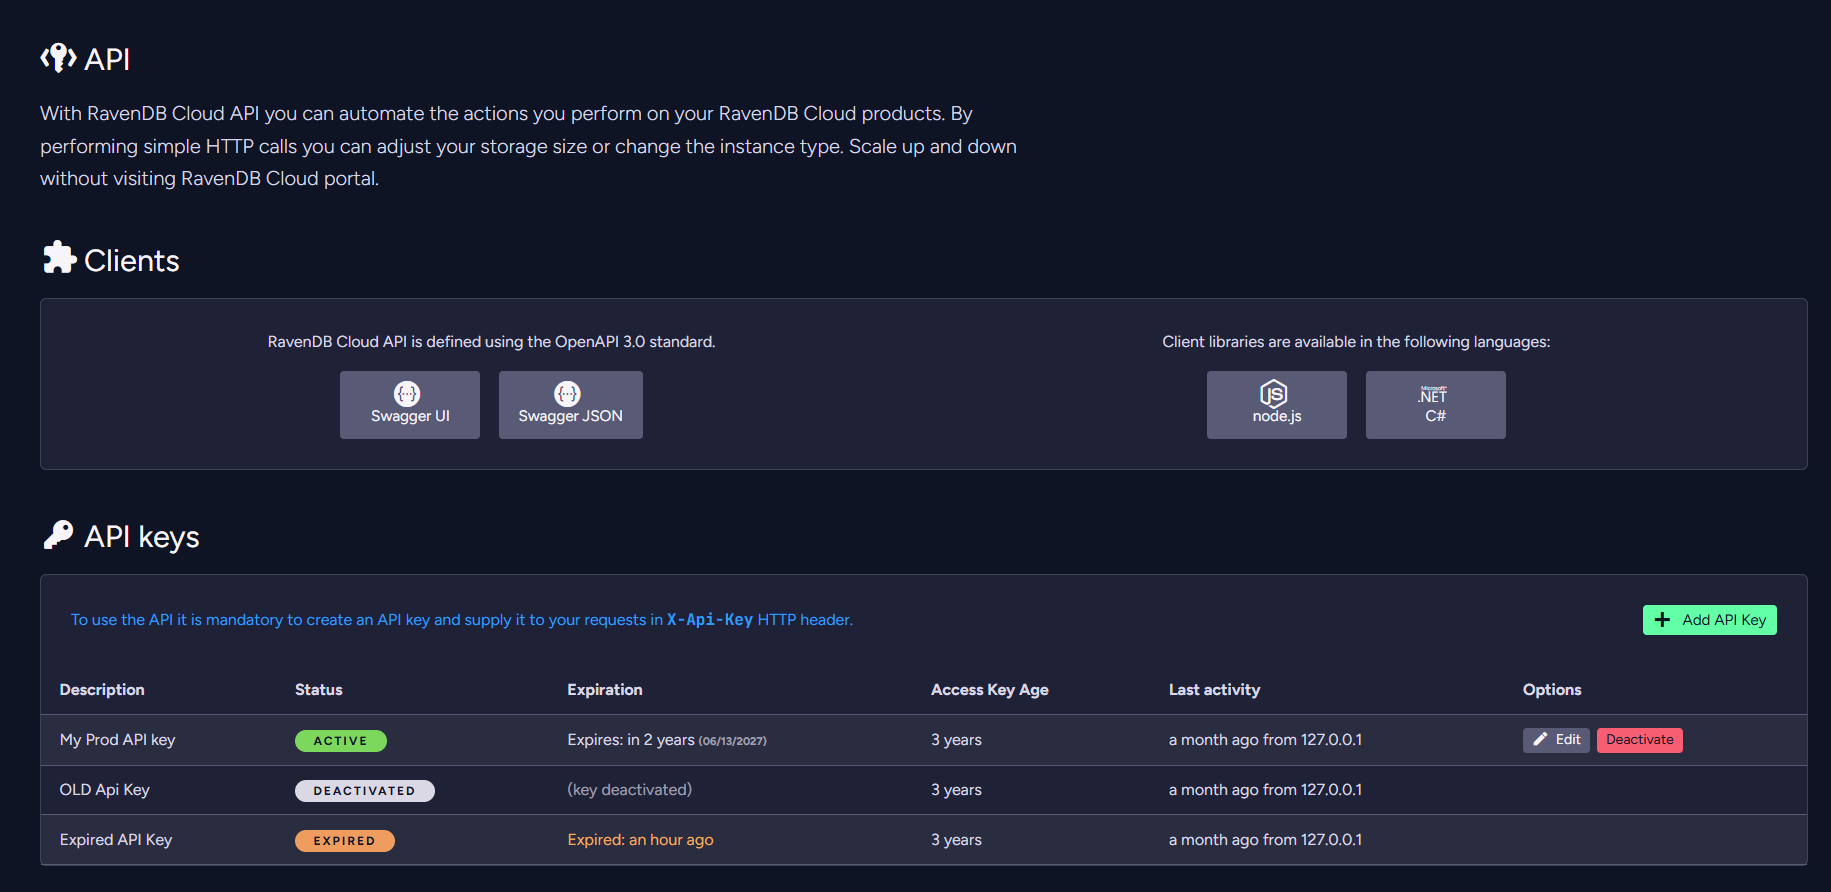 API
With RavenDB Cloud API you can automate the actions you perform on your RavenDB Cloud products. By
performing simple HTTP calls you can adjust your storage size or change the instance type. Scale up and down
without visiting RavenDB Cloud portal.
Clients
RavenDB Cloud API is defined using the OpenAPI 3.0 standard.
Swagger UI
Swagger JSON
Client libraries are available in the following languages:
JS
node.js
Microsoft
.NET
C#
API keys
To use the API it is mandatory to create an API key and supply it to your requests in X-Api-Key HTTP header.
Add API Key
Description Status Expiration Access Key Age Last activity Options
My Prod API key ACTIVE Expires: in 2 years (06/13/2027) 3 years a month ago from 127.0.0.1 Edit Deactivate
OLD Api Key DEACTIVATED (key deactivated) 3 years a month ago from 127.0.0.1
Expired API Key EXPIRED Expired: an hour ago 3 years a month ago from 127.0.0.1